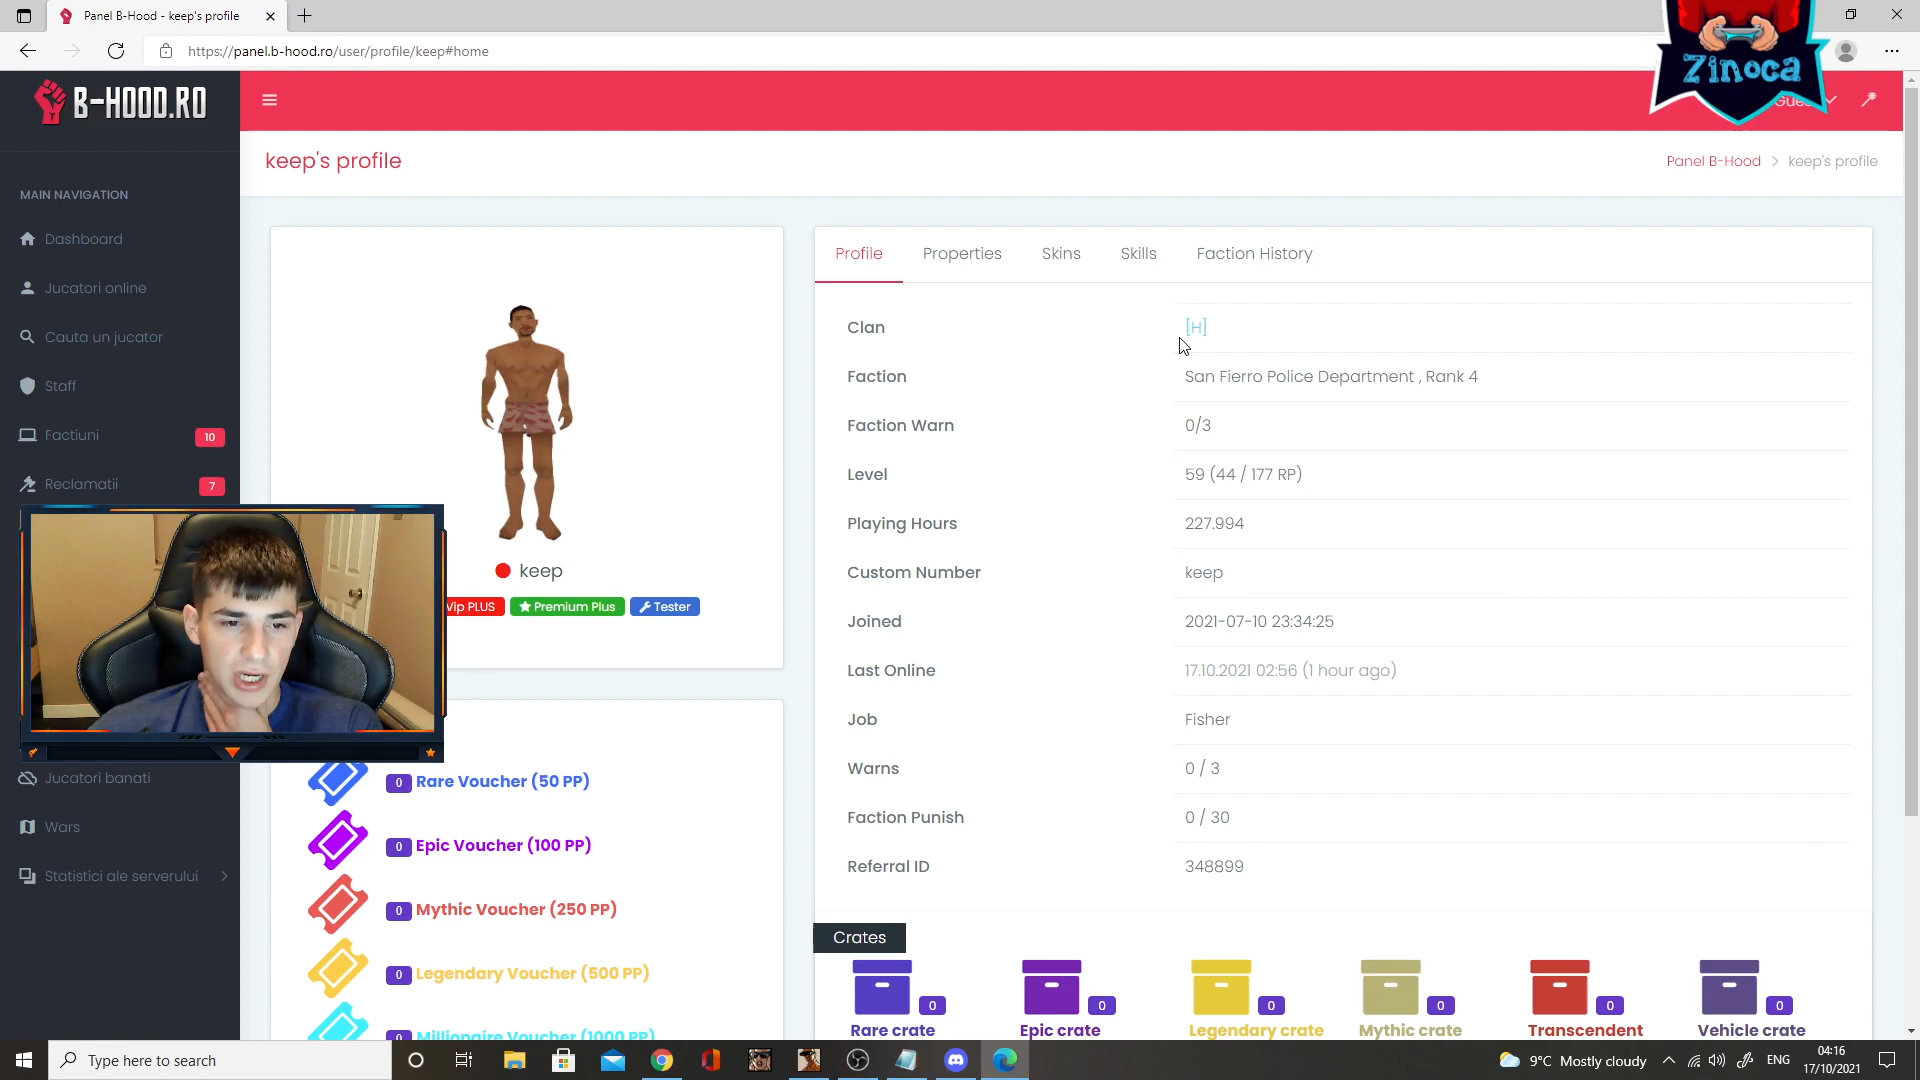 Panel B-Hood - keep's profile
https://panel.b-hood.ro/user/profile/keep#home
Zinoca
B-HOOD.RO
keep's profile
Panel B-Hood > keep's profile
MAIN NAVIGATION
Dashboard
Jucatori online
Cauta un jucator
Staff
Factiuni 10
Reclamatii 7
Jucatori banati
Wars
Statistici ale serverului
keep
Vip PLUS Premium Plus Tester
0 Rare Voucher (50 PP)
0 Epic Voucher (100 PP)
0 Mythic Voucher (250 PP)
0 Legendary Voucher (500 PP)
0 Millionaire Voucher (1000 PP)
Profile Properties Skins Skills Faction History
Clan [H]
Faction San Fierro Police Department , Rank 4
Faction Warn 0/3
Level 59 (44 / 177 RP)
Playing Hours 227.994
Custom Number keep
Joined 2021-07-10 23:34:25
Last Online 17.10.2021 02:56 (1 hour ago)
Job Fisher
Warns 0 / 3
Faction Punish 0 / 30
Referral ID 348899
Crates
0 0 0 0 0 0
Rare crate Epic crate Legendary crate Mythic crate Transcendent Vehicle crate
Type here to search
9°C Mostly cloudy ENG 04:16
17/10/2021